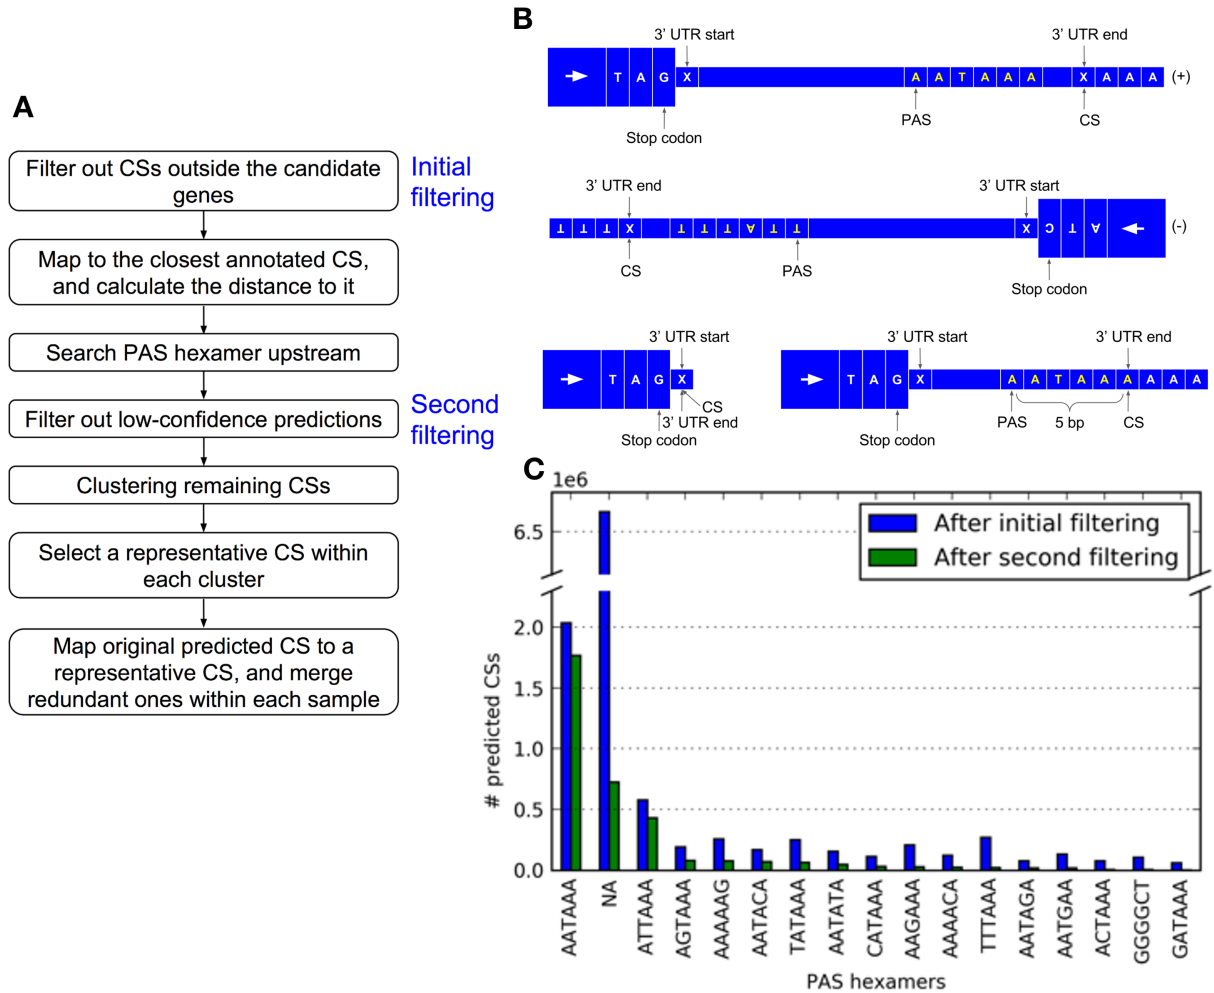 A
Filter out CSs outside the candidate
genes
Initial
filtering
Map to the closest annotated CS,
and calculate the distance to it
Search PAS hexamer upstream
Filter out low-confidence predictions
Second
filtering
Clustering remaining CSs
Select a representative CS within
each cluster
Map original predicted CS to a
representative CS, and merge
redundant ones within each sample
B
3’ UTR start 3’ UTR end
T A G X A A T A A A X A A A (+)
PAS CS
Stop codon
3’ UTR end 3’ UTR start
T T T X T T T A T T X C T A (-)
CS PAS
Stop codon
3’ UTR start
T A G X
CS
3’ UTR end
Stop codon
3’ UTR start 3’ UTR end
T A G X A A T A A A A A A
PAS 5 bp CS
Stop codon
C
1e6
After initial filtering
After second filtering
6.5
2.0
1.5
1.0
0.5
0.0
# predicted CSs
AATAAA
NA
ATTAAA
AGTAAA
AAAAAG
AATACA
TATAAA
AATATA
CATAAA
AAGAAA
AAAACA
TTTAAA
AATAGA
AATGAA
ACTAAA
GGGGCT
GATAAA
PAS hexamers